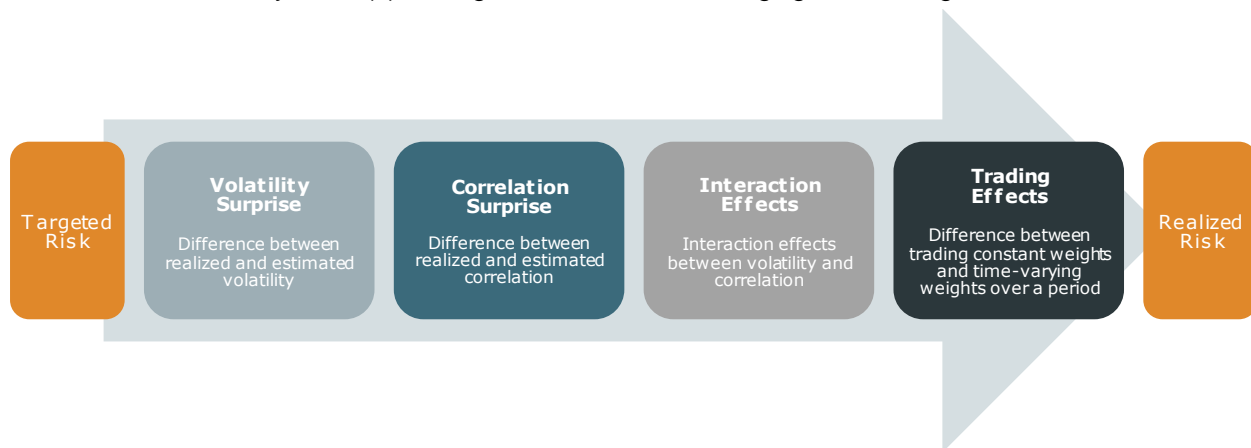 Targeted
Risk
Volatility
Surprise
Difference between
realized and estimated
volatility
Correlation
Surprise
Difference between
realized and estimated
correlation
Interaction
Effects
Interaction effects
between volatility and
correlation
Trading
Effects
Difference between
trading constant weights
and time-varying
weights over a period
Realized
Risk